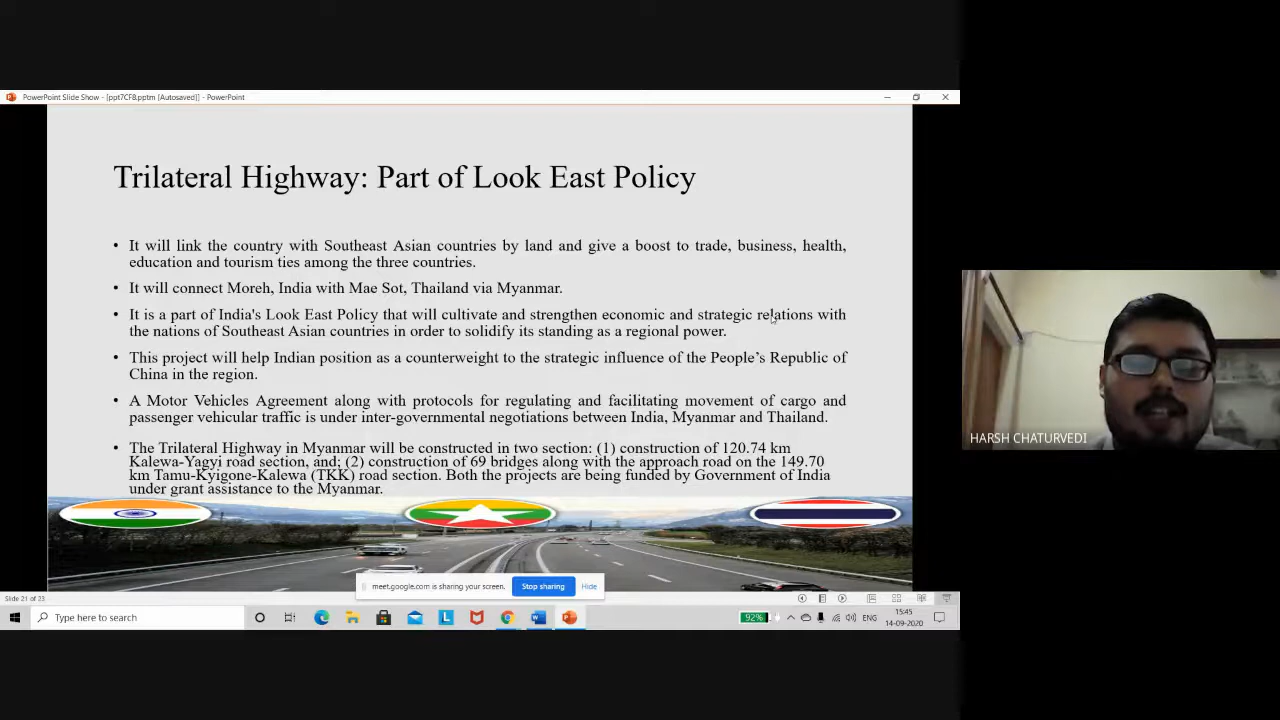 PowerPoint Slide Show - [ppt7CF8.pptm [Autosaved]] - PowerPoint
Trilateral Highway: Part of Look East Policy
• It will link the country with Southeast Asian countries by land and give a boost to trade, business, health,
education and tourism ties among the three countries.
• It will connect Moreh, India with Mae Sot, Thailand via Myanmar.
• It is a part of India's Look East Policy that will cultivate and strengthen economic and strategic relations with
the nations of Southeast Asian countries in order to solidify its standing as a regional power.
• This project will help Indian position as a counterweight to the strategic influence of the People's Republic of
China in the region.
• A Motor Vehicles Agreement along with protocols for regulating and facilitating movement of cargo and
passenger vehicular traffic is under inter-governmental negotiations between India, Myanmar and Thailand.
• The Trilateral Highway in Myanmar will be constructed in two section: (1) construction of 120.74 km
Kalewa-Yagyi road section, and; (2) construction of 69 bridges along with the approach road on the 149.70
km Tamu-Kyigone-Kalewa (TKK) road section. Both the projects are being funded by Government of India
under grant assistance to the Myanmar.
HARSH CHATURVEDI
meet.google.com is sharing your screen. Stop sharing Hide
Slide 21 of 23
Type here to search
92% ENG 15:45
14-09-2020